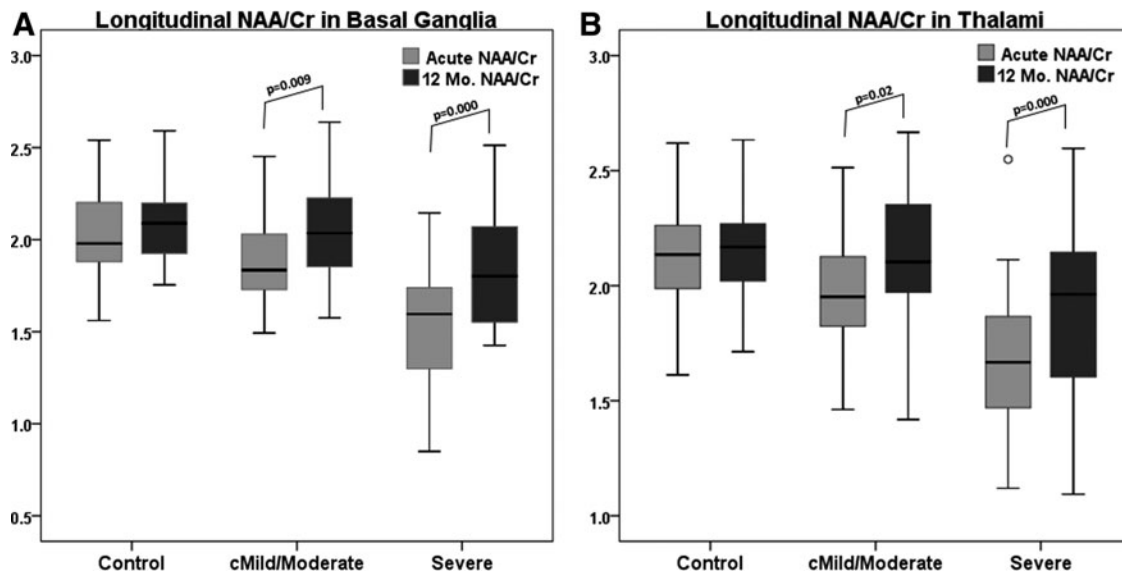 A
Longitudinal NAA/Cr in Basal Ganglia
Acute NAA/Cr
12 Mo. NAA/Cr
p=0.009
p=0.000
3.0
2.5
2.0
1.5
1.0
0.5
Control
cMild/Moderate
Severe
B
Longitudinal NAA/Cr in Thalami
Acute NAA/Cr
12 Mo. NAA/Cr
p=0.02
p=0.000
3.0
2.5
2.0
1.5
1.0
Control
cMild/Moderate
Severe